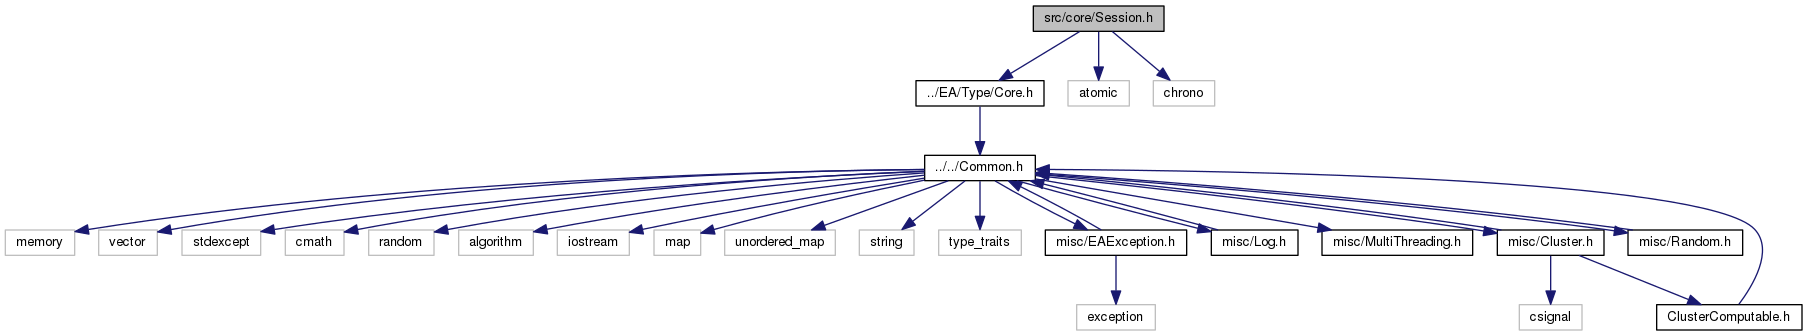 src/core/Session.h
../EA/Type/Core.h
atomic
chrono
../../Common.h
memory
vector
stdexcept
cmath
random
algorithm
iostream
map
unordered_map
string
type_traits
misc/EAException.h
misc/Log.h
misc/MultiThreading.h
misc/Cluster.h
misc/Random.h
exception
csignal
ClusterComputable.h